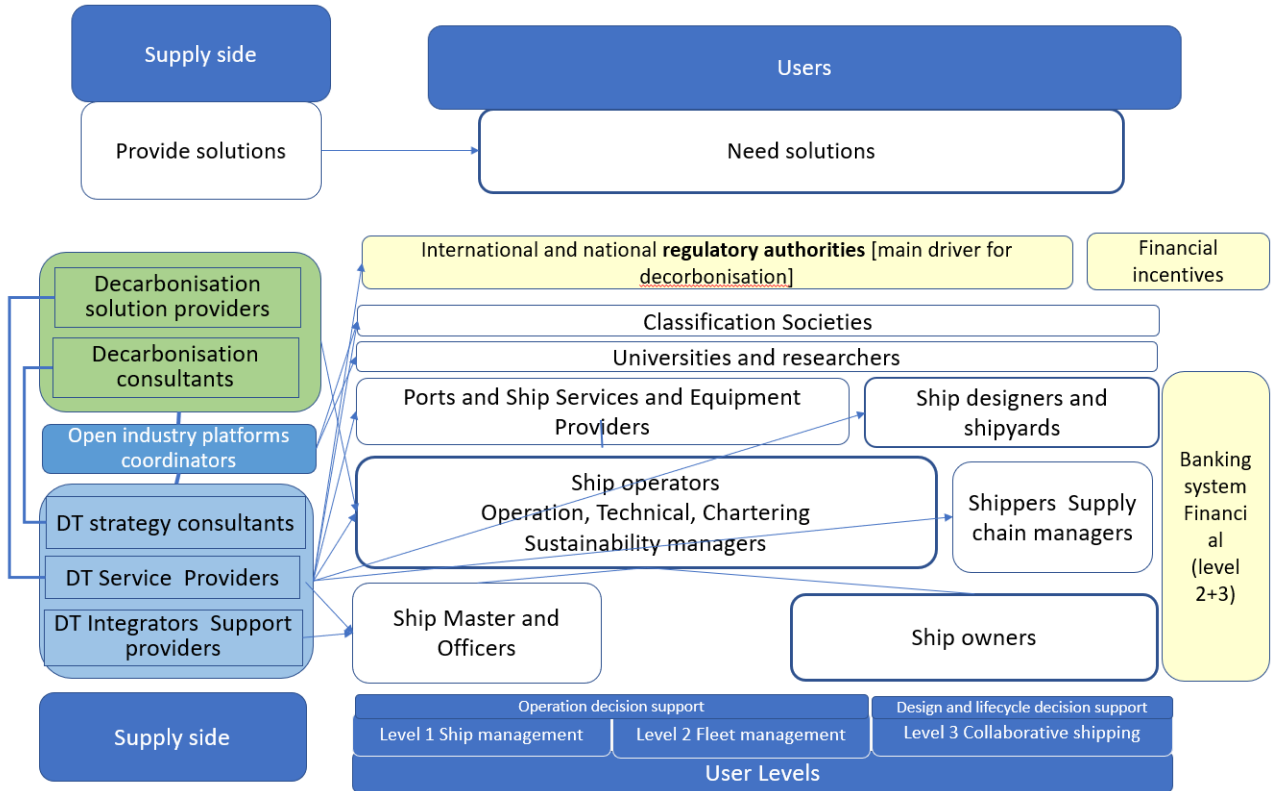 Supply side
Users
Provide solutions
Need solutions
International and national regulatory authorities [main driver for
decorbonisation]
Financial
incentives
Decarbonisation
solution providers
Classification Societies
Decarbonisation
consultants
Universities and researchers
Ports and Ship Services and Equipment
Providers
Ship designers and
shipyards
Open industry platforms
coordinators
Ship operators
Operation, Technical, Chartering
Sustainability managers
Shippers Supply
chain managers
Banking
system
Financi
al
(level
2+3)
DT strategy consultants
DT Service Providers
DT Integrators Support
providers
Ship Master and
Officers
Ship owners
Supply side
Operation decision support
Design and lifecycle decision support
Level 1 Ship management
Level 2 Fleet management
Level 3 Collaborative shipping
User Levels